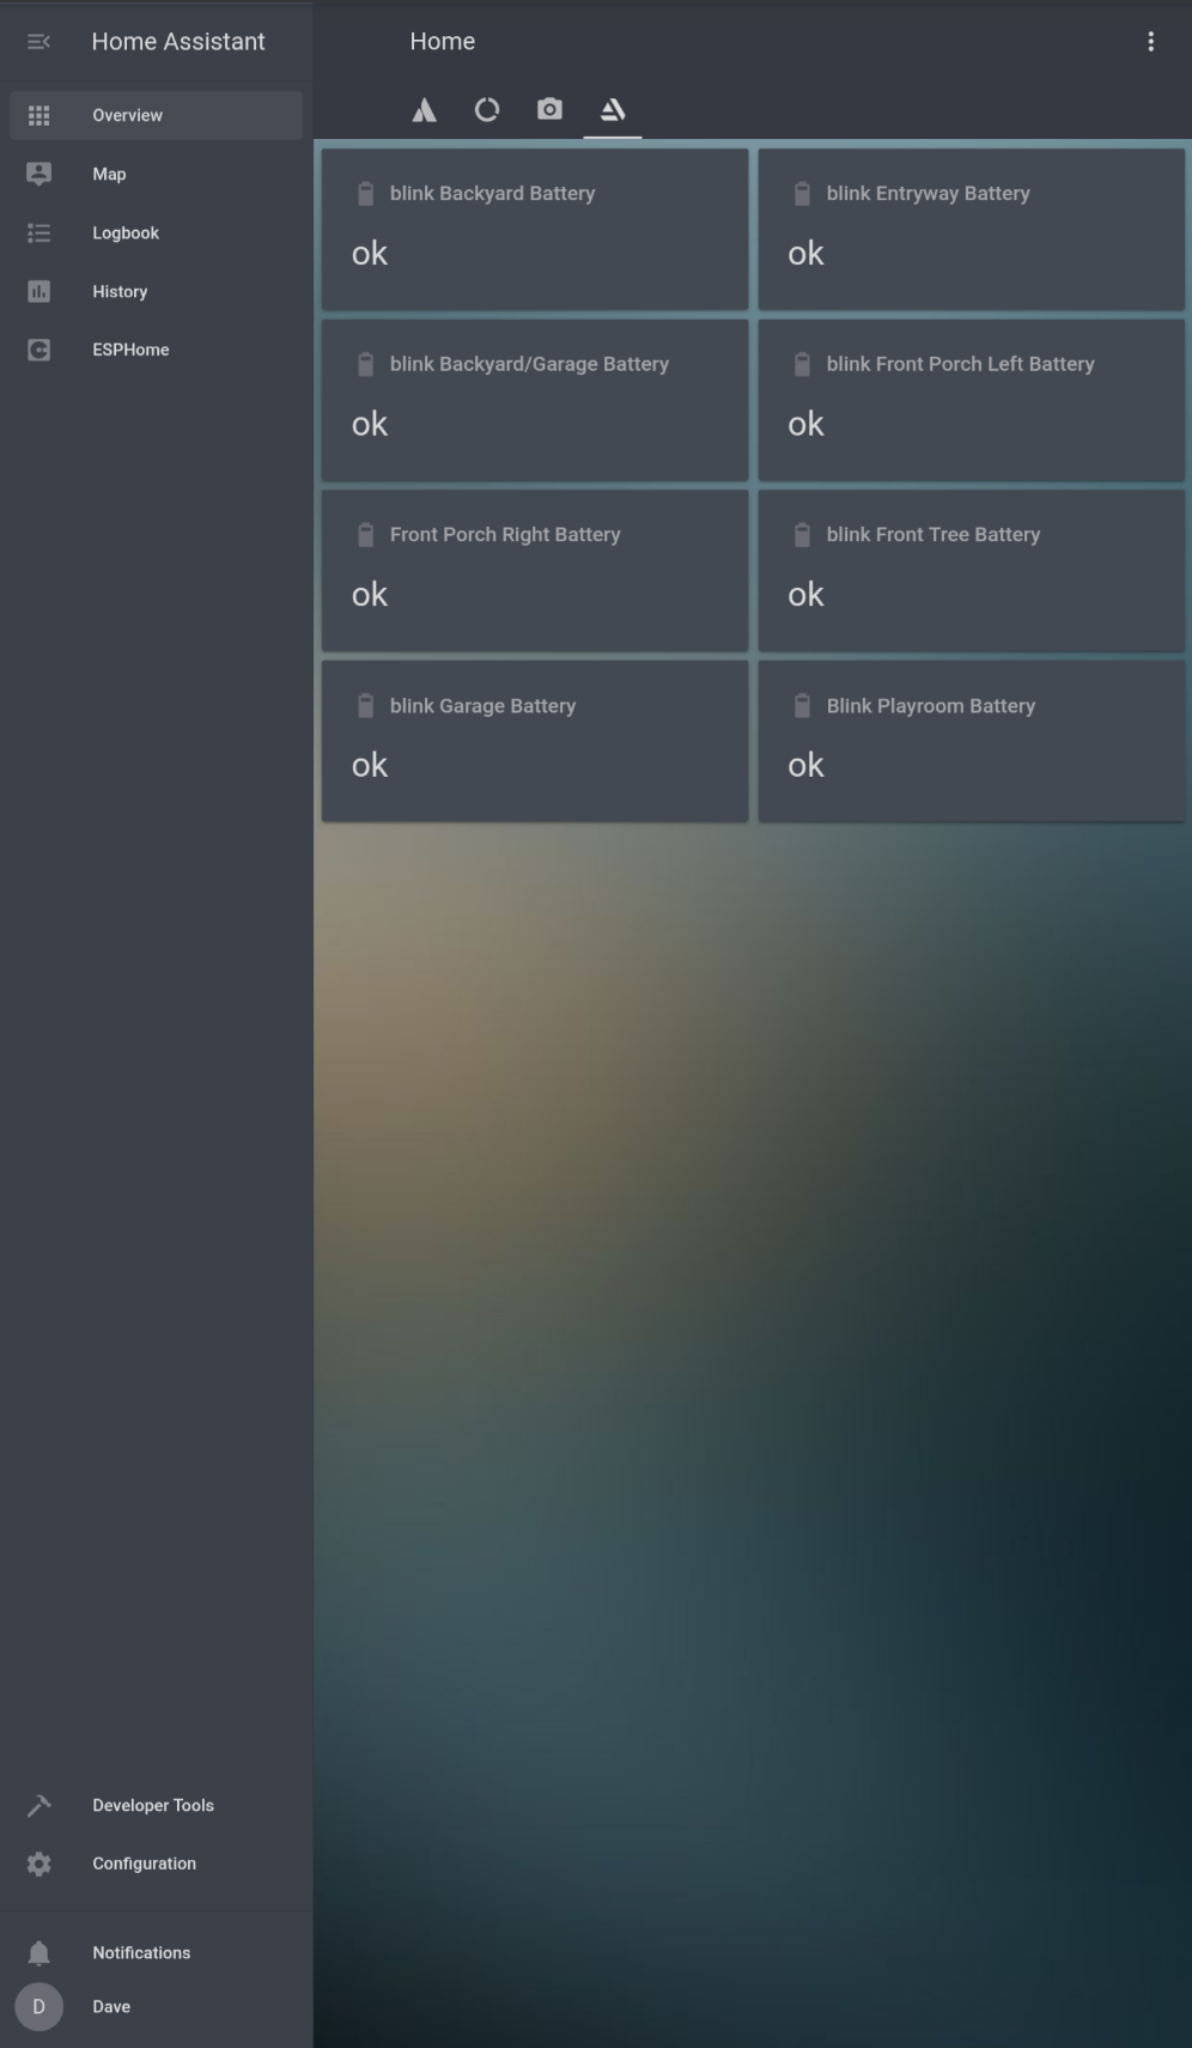 Home Assistant
Overview
Map
Logbook
History
ESPHome
Developer Tools
Configuration
Notifications
D
Dave
Home
blink Backyard Battery
ok
blink Entryway Battery
ok
blink Backyard/Garage Battery
ok
blink Front Porch Left Battery
ok
Front Porch Right Battery
ok
blink Front Tree Battery
ok
blink Garage Battery
ok
Blink Playroom Battery
ok